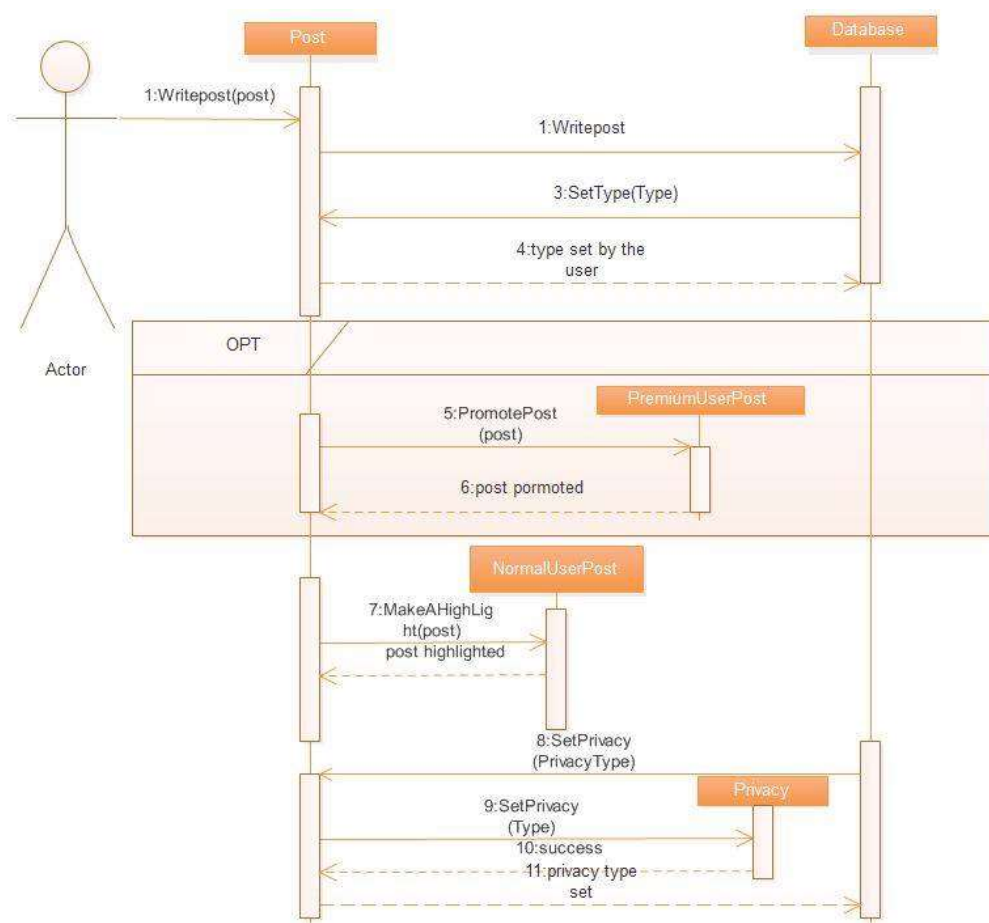 Post
Database
1:Writepost(post)
1:Writepost
3:SetType(Type)
4:type set by the
user
Actor
OPT
PremiumUserPost
5:PromotePost
(post)
6:post pormoted
NormalUserPost
7:MakeAHighLig
ht(post)
post highlighted
8:SetPrivacy
(PrivacyType)
Privacy
9:SetPrivacy
(Type)
10:success
11:privacy type
set